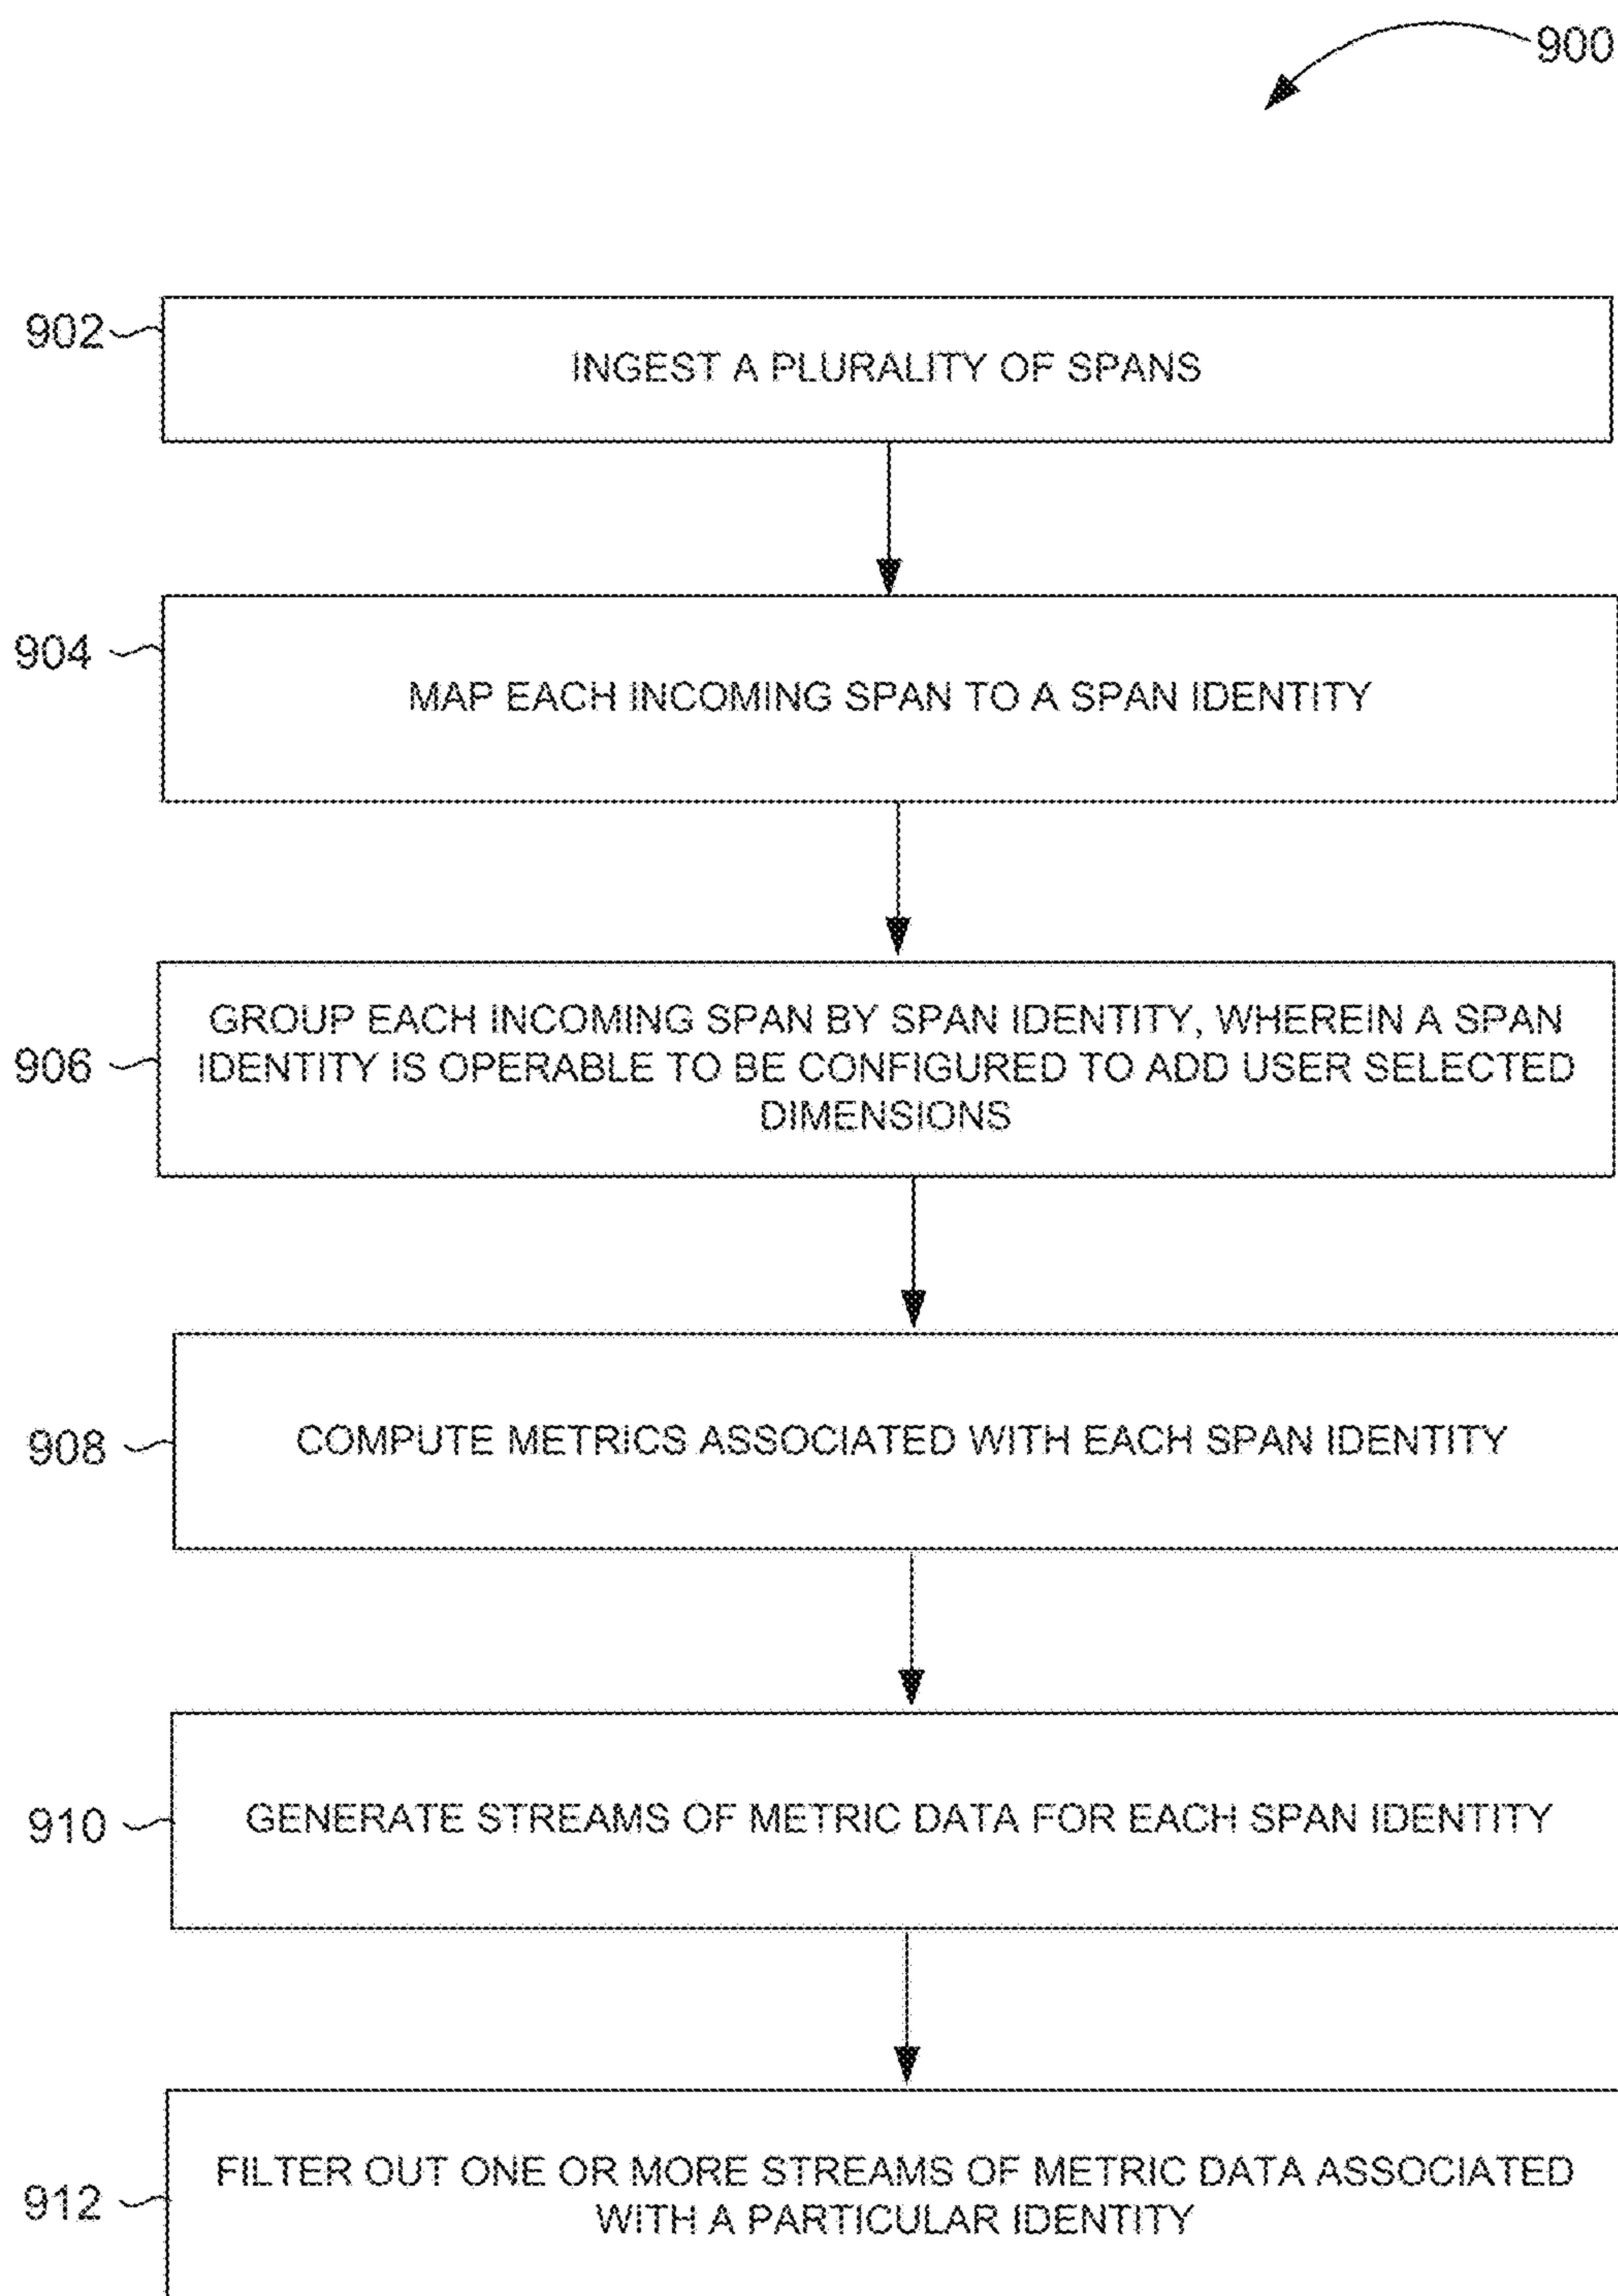 900
902
INGEST A PLURALITY OF SPANS
904
MAP EACH INCOMING SPAN TO A SPAN IDENTITY
906
GROUP EACH INCOMING SPAN BY SPAN IDENTITY, WHEREIN A SPAN
IDENTITY IS OPERABLE TO BE CONFIGURED TO ADD USER SELECTED
DIMENSIONS
908
COMPUTE METRICS ASSOCIATED WITH EACH SPAN IDENTITY
910
GENERATE STREAMS OF METRIC DATA FOR EACH SPAN IDENTITY
912
FILTER OUT ONE OR MORE STREAMS OF METRIC DATA ASSOCIATED
WITH A PARTICULAR IDENTITY